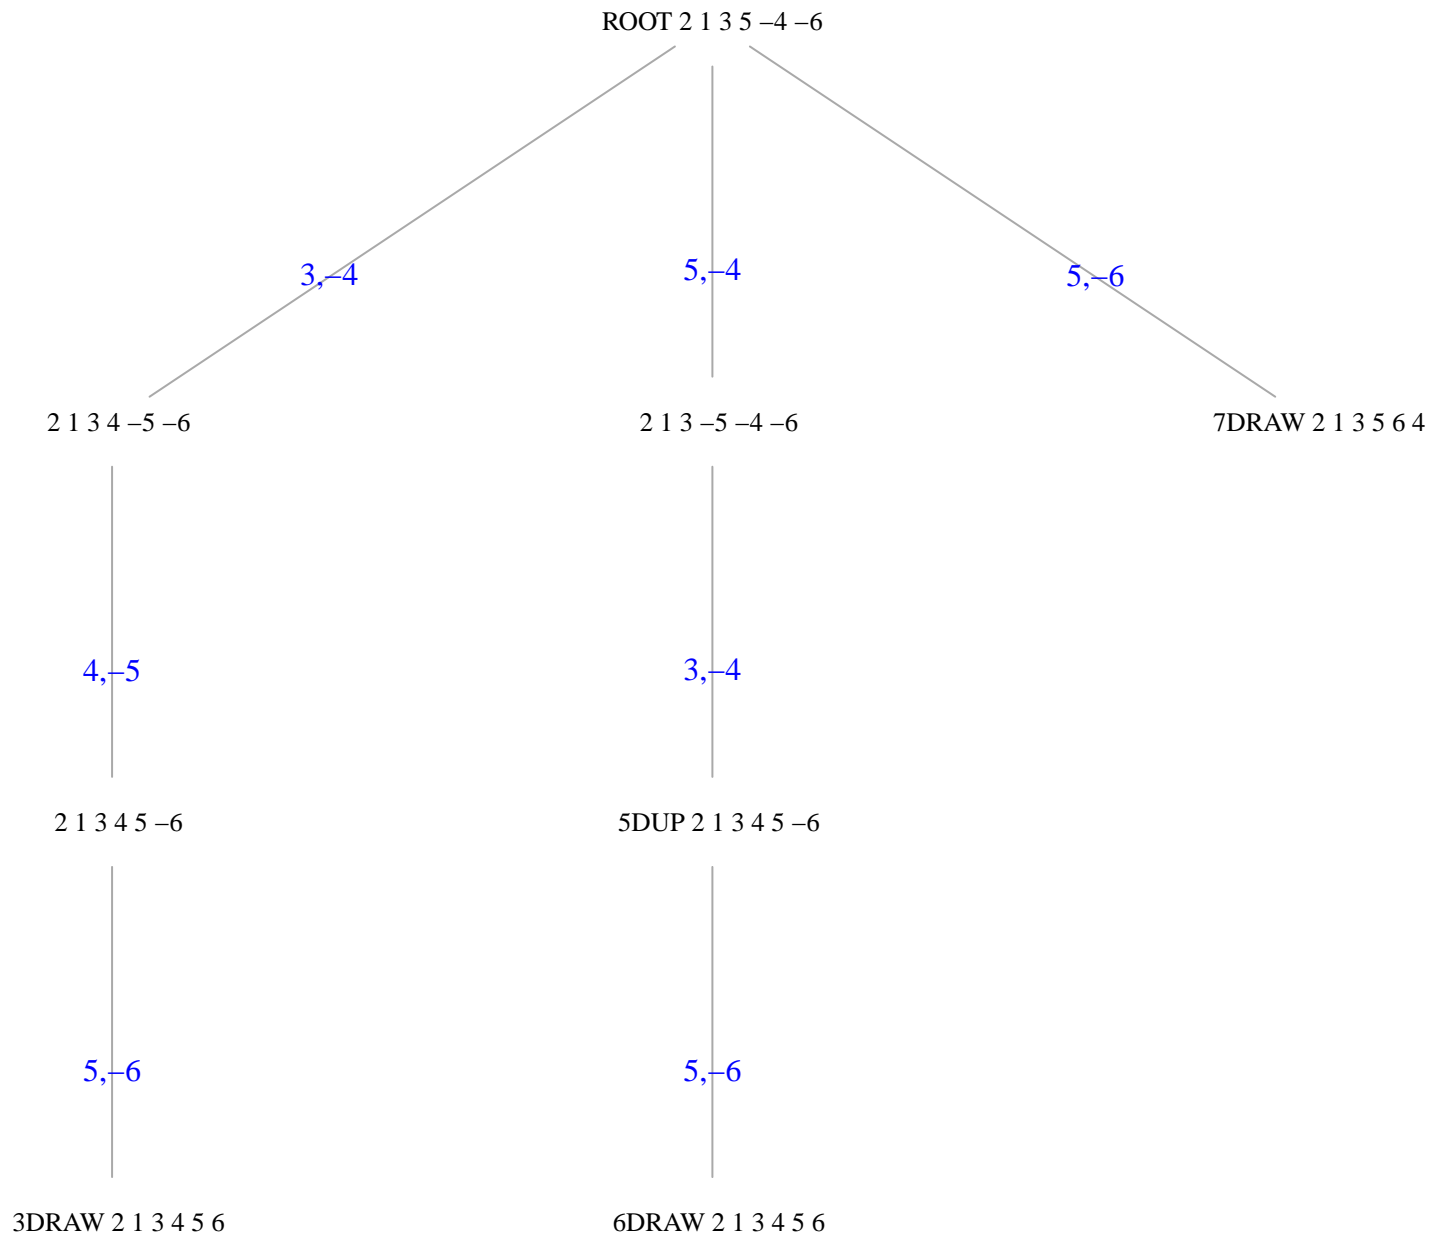 ROOT 2 1 3 5 –4 –6
3,–4
5,–4
5,–6
2 1 3 4 –5 –6
2 1 3 –5 –4 –6
7DRAW 2 1 3 5 6 4
4,–5
3,–4
2 1 3 4 5 –6
5DUP 2 1 3 4 5 –6
5,–6
5,–6
3DRAW 2 1 3 4 5 6
6DRAW 2 1 3 4 5 6